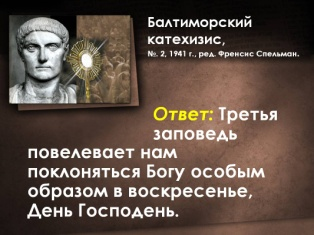 Балтиморский
катехизис,
№. 2, 1941 г., ред. Френсис Спельман.
Ответ: Третья
заповедь
повелевает нам
поклоняться Богу особым
образом в воскресенье,
День Господень.